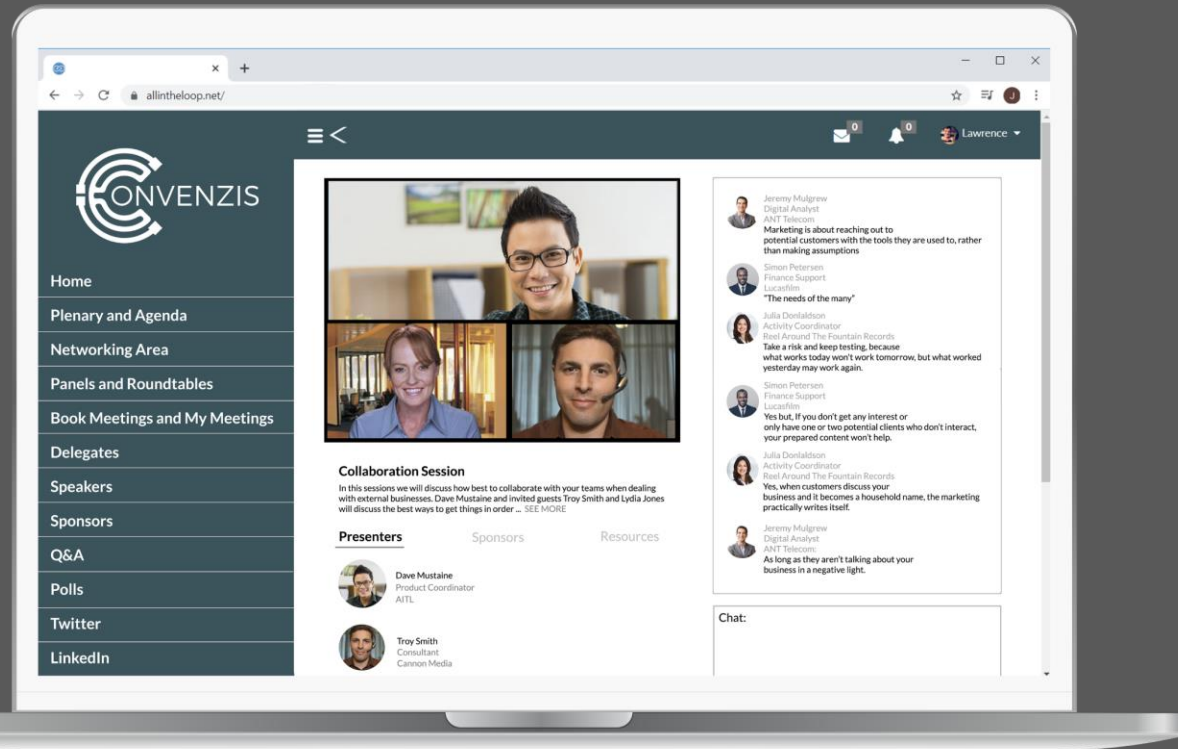 allintheloop.net/
J
0
0
Lawrence
CONVENZIS
Home
Plenary and Agenda
Networking Area
Panels and Roundtables
Book Meetings and My Meetings
Delegates
Speakers
Sponsors
Q&A
Polls
Twitter
LinkedIn
Collaboration Session
In this sessions we will discuss how best to collaborate with your teams when dealing
with external businesses. Dave Mustaine and invited guests Troy Smith and Lydia Jones
will discuss the best ways to get things in order ... SEE MORE
Presenters
Sponsors
Resources
Dave Mustaine
Product Coordinator
AITL
Troy Smith
Consultant
Cannon Media
Jeremy Mulgrew
Digital Analyst
ANT Telecom
Marketing is about reaching out to
potential customers with the tools they are used to, rather
than making assumptions
Simon Petersen
Finance Support
Lucasfilm
"The needs of the many"
Julia Donlaldson
Activity Coordinator
Reel Around The Fountain Records
Take a risk and keep testing, because
what works today won't work tomorrow, but what worked
yesterday may work again.
Simon Petersen
Finance Support
Lucasfilm
Yes but, If you don't get any interest or
only have one or two potential clients who don't interact,
your prepared content won't help.
Julia Donlaldson
Activity Coordinator
Reel Around The Fountain Records
Yes, when customers discuss your
business and it becomes a household name, the marketing
practically writes itself.
Jeremy Mulgrew
Digital Analyst
ANT Telecom:
As long as they aren't talking about your
business in a negative light.
Chat: